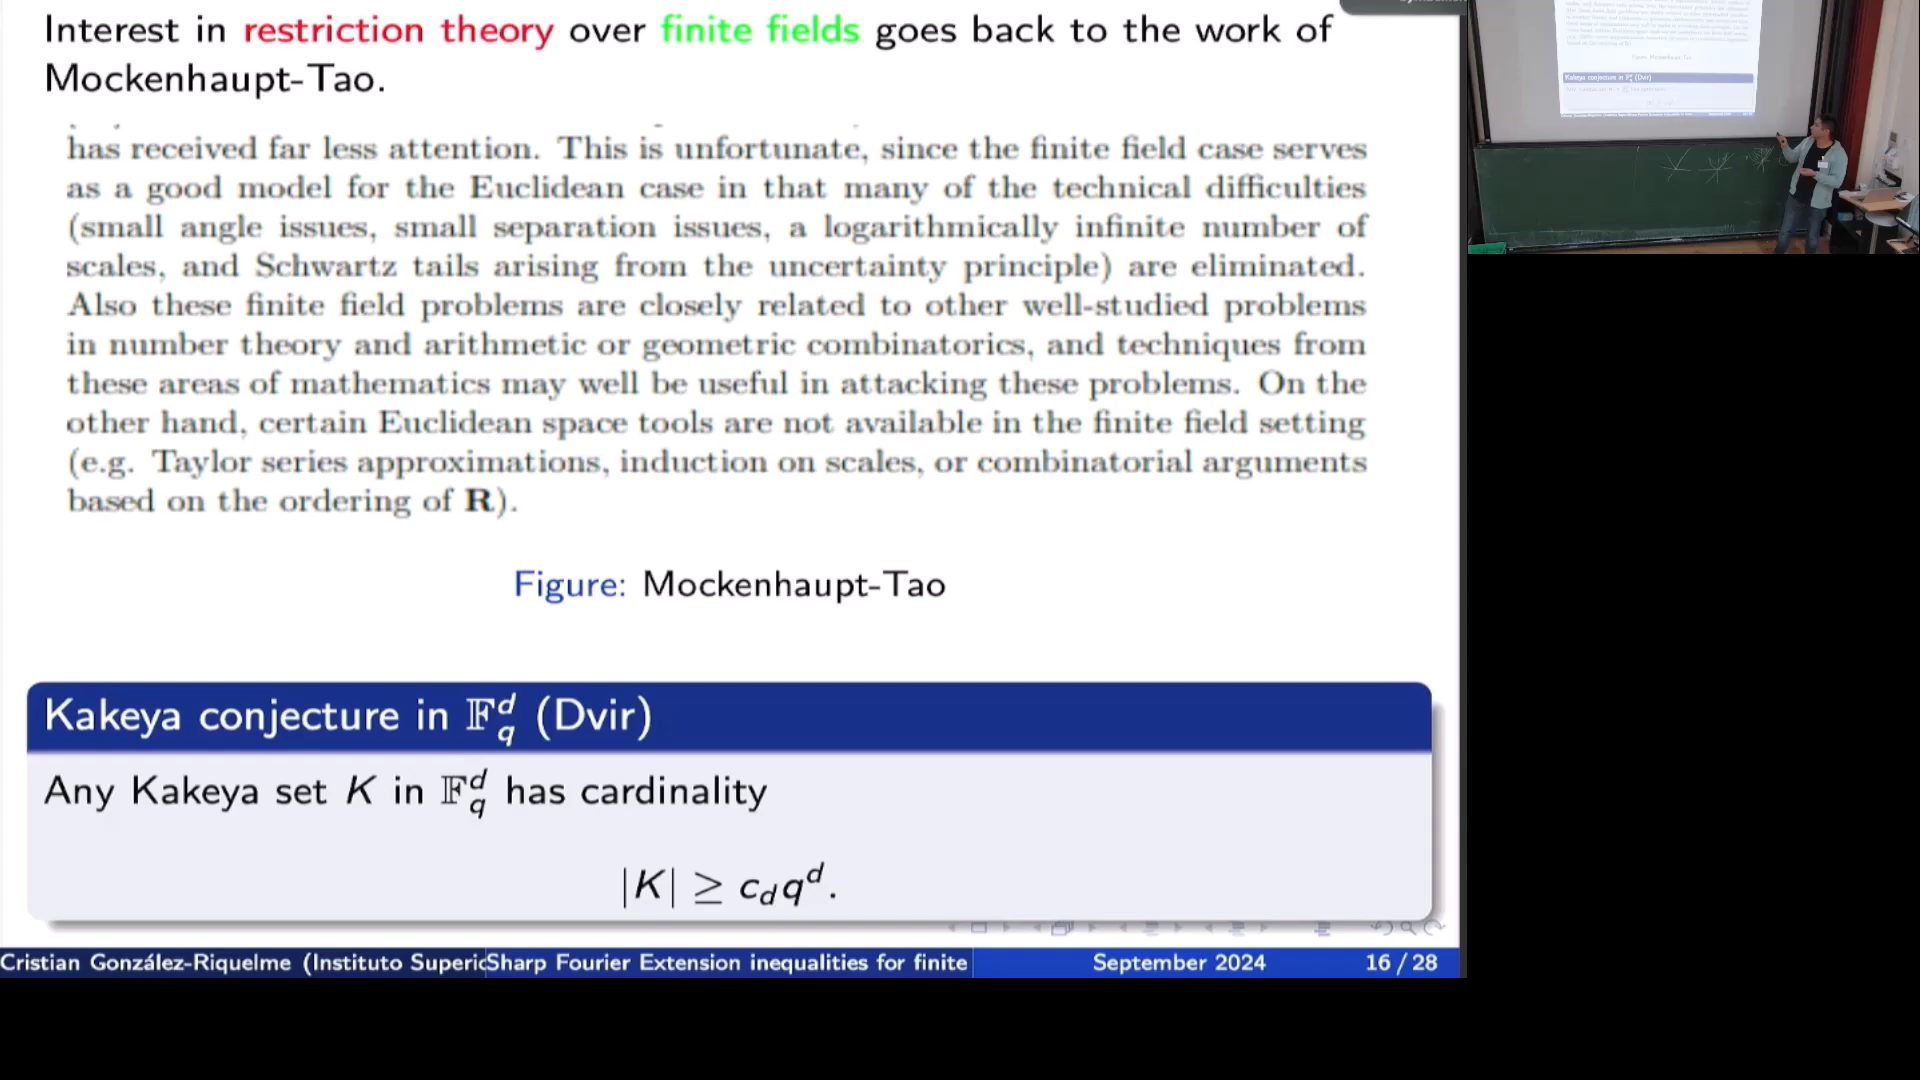 Interest in restriction theory over finite fields goes back to the work of
Mockenhaupt-Tao.
has received far less attention. This is unfortunate, since the finite field case serves
as a good model for the Euclidean case in that many of the technical difficulties
(small angle issues, small separation issues, a logarithmically infinite number of
scales, and Schwartz tails arising from the uncertainty principle) are eliminated.
Also these finite field problems are closely related to other well-studied problems
in number theory and arithmetic or geometric combinatorics, and techniques from
these areas of mathematics may well be useful in attacking these problems. On the
other hand, certain Euclidean space tools are not available in the finite field setting
(e.g. Taylor series approximations, induction on scales, or combinatorial arguments
based on the ordering of R).
Figure: Mockenhaupt-Tao
Kakeya conjecture in 𝔽_q^d (Dvir)
Any Kakeya set K in 𝔽_q^d has cardinality
|K| ≥ c_d q^d.
Cristian González-Riquelme (Instituto Superic Sharp Fourier Extension inequalities for finite September 2024 16 / 28